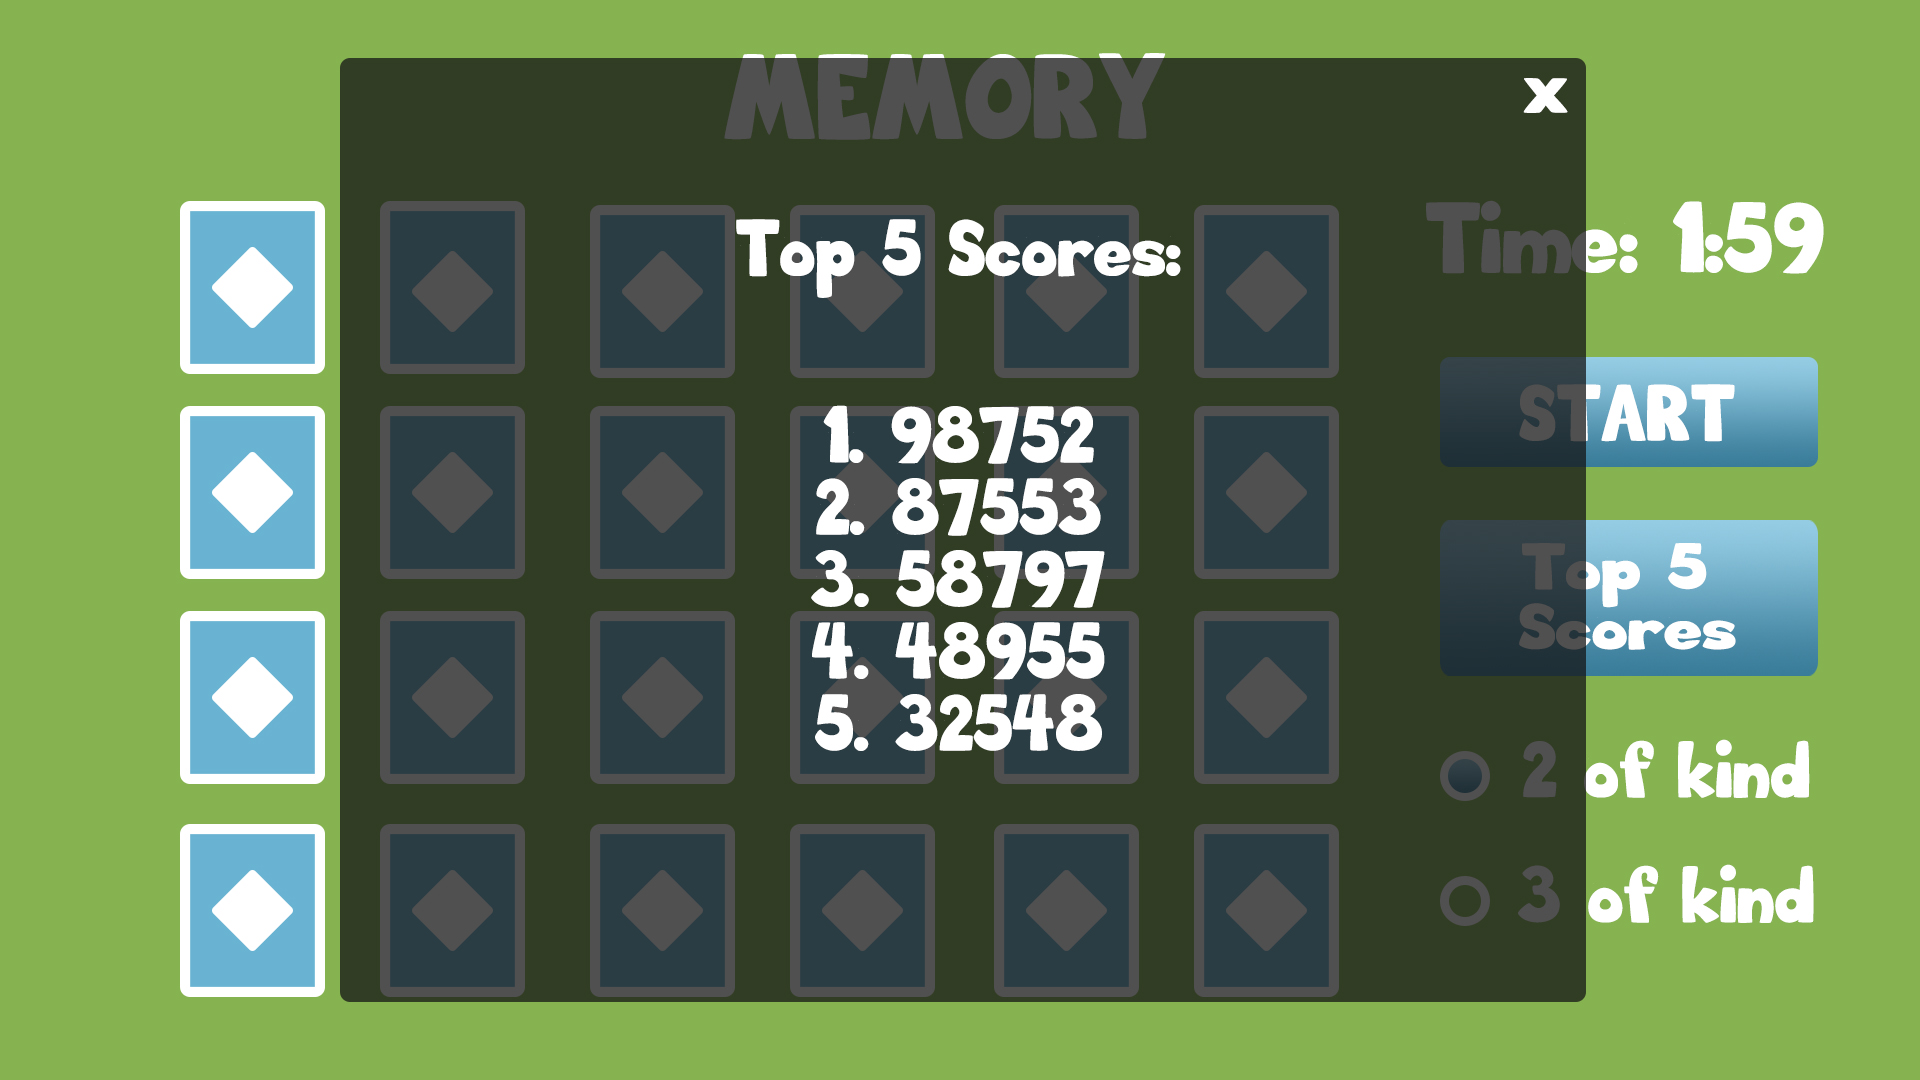 MEMORY
x
Top 5 Scores:
Time: 1:59
1. 98752
2. 87553
3. 58797
4. 48955
5. 32548
START
Top 5
Scores
2 of kind
3 of kind